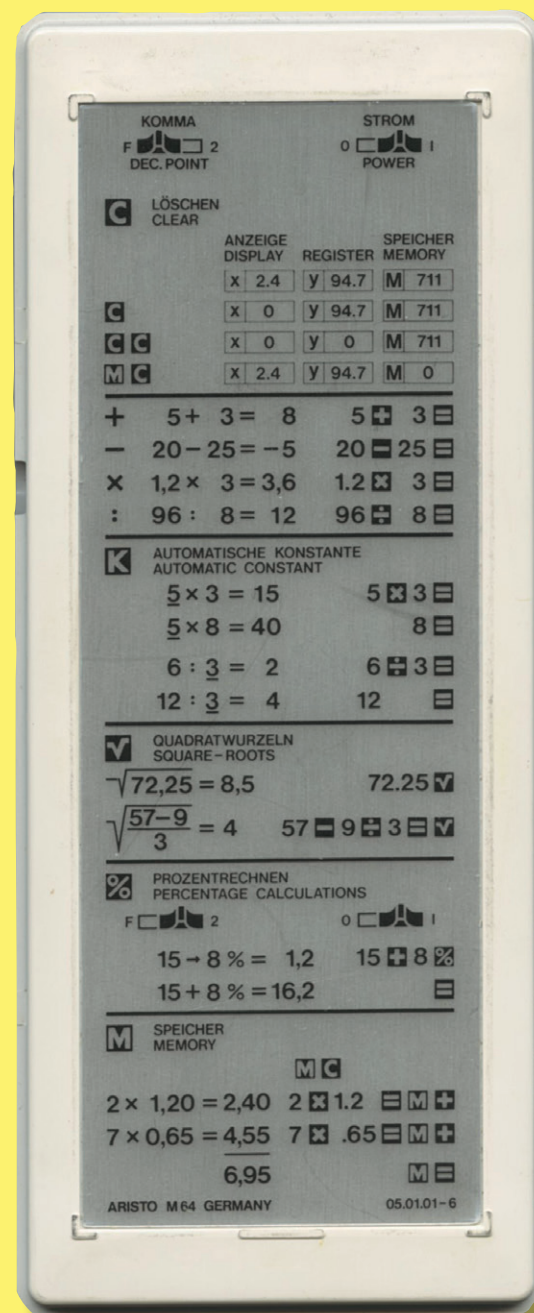 KOMMA STROM
F 2 0 I
DEC. POINT POWER
C LÖSCHEN
CLEAR
ANZEIGE SPEICHER
DISPLAY REGISTER MEMORY
x 2.4 y 94.7 M 711
C x 0 y 94.7 M 711
C C x 0 y 0 M 711
M C x 2.4 y 94.7 M 0
+ 5 + 3 = 8 5 + 3 =
− 20 − 25 = −5 20 − 25 =
× 1,2 × 3 = 3,6 1.2 × 3 =
: 96 : 8 = 12 96 ÷ 8 =
K AUTOMATISCHE KONSTANTE
AUTOMATIC CONSTANT
5 × 3 = 15 5 × 3 =
5 × 8 = 40 8 =
6 : 3 = 2 6 ÷ 3 =
12 : 3 = 4 12 =
√ QUADRATWURZELN
SQUARE-ROOTS
√72,25 = 8,5 72.25 √
√57−9/3 = 4 57 − 9 ÷ 3 = √
% PROZENTRECHNEN
PERCENTAGE CALCULATIONS
F 2 0 I
15 → 8 % = 1,2 15 + 8 %
15 + 8 % = 16,2 =
M SPEICHER
MEMORY
M C
2 × 1,20 = 2,40 2 × 1.2 = M +
7 × 0,65 = 4,55 7 × .65 = M +
6,95 M =
ARISTO M 64 GERMANY 05.01.01-6